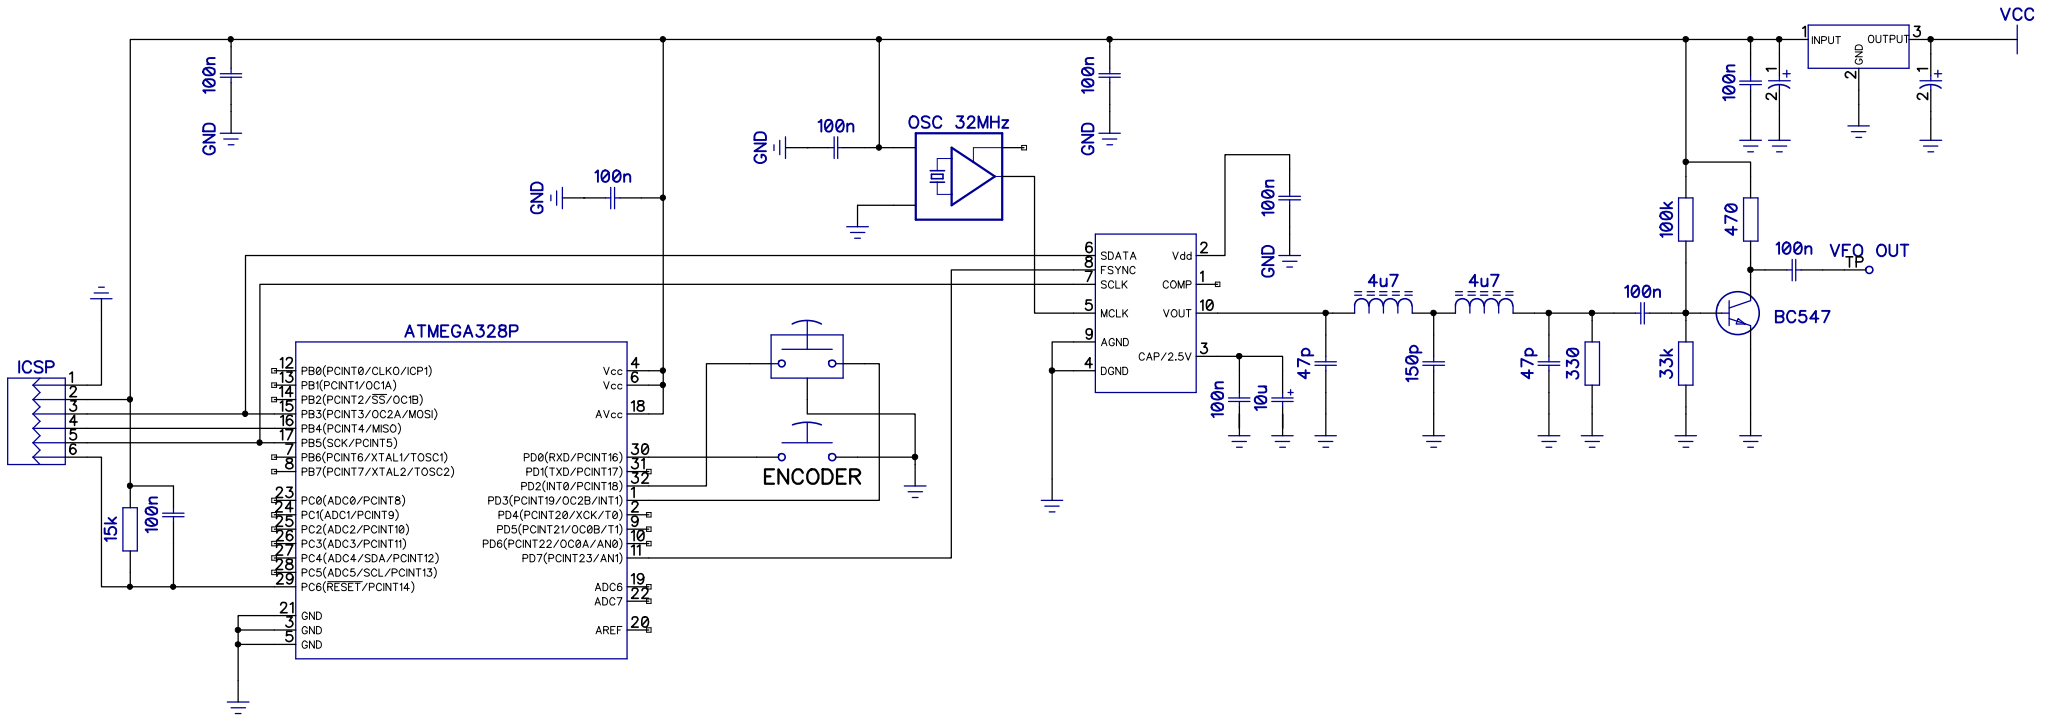 VCC
1
INPUT
OUTPUT
3
GND
2
100n
1
+
2
1
+
2
100n
GND
100n
GND
100n
GND
OSC 32MHz
100n
GND
100n
GND
100k
470
100n
VFO OUT
TP
BC547
6
SDATA
8
FSYNC
7
SCLK
5
MCLK
9
AGND
4
DGND
Vdd
2
COMP
1
VOUT
10
CAP/2.5V
3
4u7
4u7
100n
47p
150p
47p
330
33k
100n
10u
+
ICSP
1
2
3
4
5
6
15k
100n
ATMEGA328P
12 PB0(PCINT0/CLKO/ICP1)
13 PB1(PCINT1/OC1A)
14 PB2(PCINT2/SS/OC1B)
15 PB3(PCINT3/OC2A/MOSI)
16 PB4(PCINT4/MISO)
17 PB5(SCK/PCINT5)
7 PB6(PCINT6/XTAL1/TOSC1)
8 PB7(PCINT7/XTAL2/TOSC2)
23 PC0(ADC0/PCINT8)
24 PC1(ADC1/PCINT9)
25 PC2(ADC2/PCINT10)
26 PC3(ADC3/PCINT11)
27 PC4(ADC4/SDA/PCINT12)
28 PC5(ADC5/SCL/PCINT13)
29 PC6(RESET/PCINT14)
21 GND
3 GND
5 GND
Vcc 4
Vcc 6
AVcc 18
PD0(RXD/PCINT16) 30
PD1(TXD/PCINT17) 31
PD2(INT0/PCINT18) 32
PD3(PCINT19/OC2B/INT1) 1
PD4(PCINT20/XCK/T0) 2
PD5(PCINT21/OC0B/T1) 9
PD6(PCINT22/OC0A/AN0) 10
PD7(PCINT23/AN1) 11
ADC6 19
ADC7 22
AREF 20
ENCODER